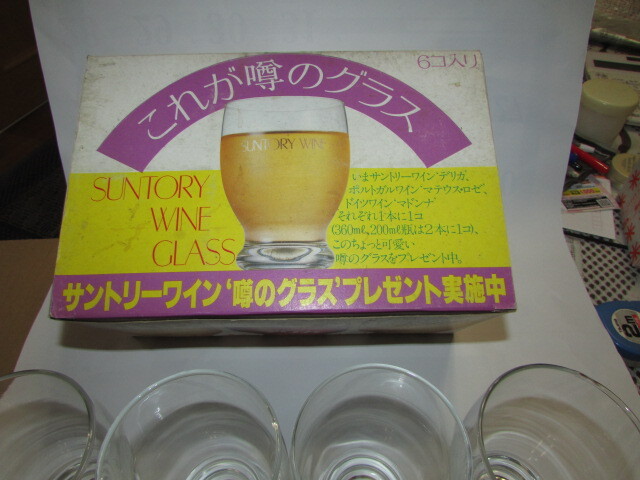 6コ入り
これが噂のグラス
SUNTORY WINE
SUNTORY
WINE
GLASS
いまサントリーワイン‘デリカ、
ポルトガルワイン‘マテウス・ロゼ’、
ドイツワイン‘マドンナ’
それぞれ1本に1コ
(360㎖、200㎖瓶は2本に1コ)、
このちょっと可愛い
噂のグラスをプレゼント中。
サントリーワイン‘噂のグラス’プレゼント実施中